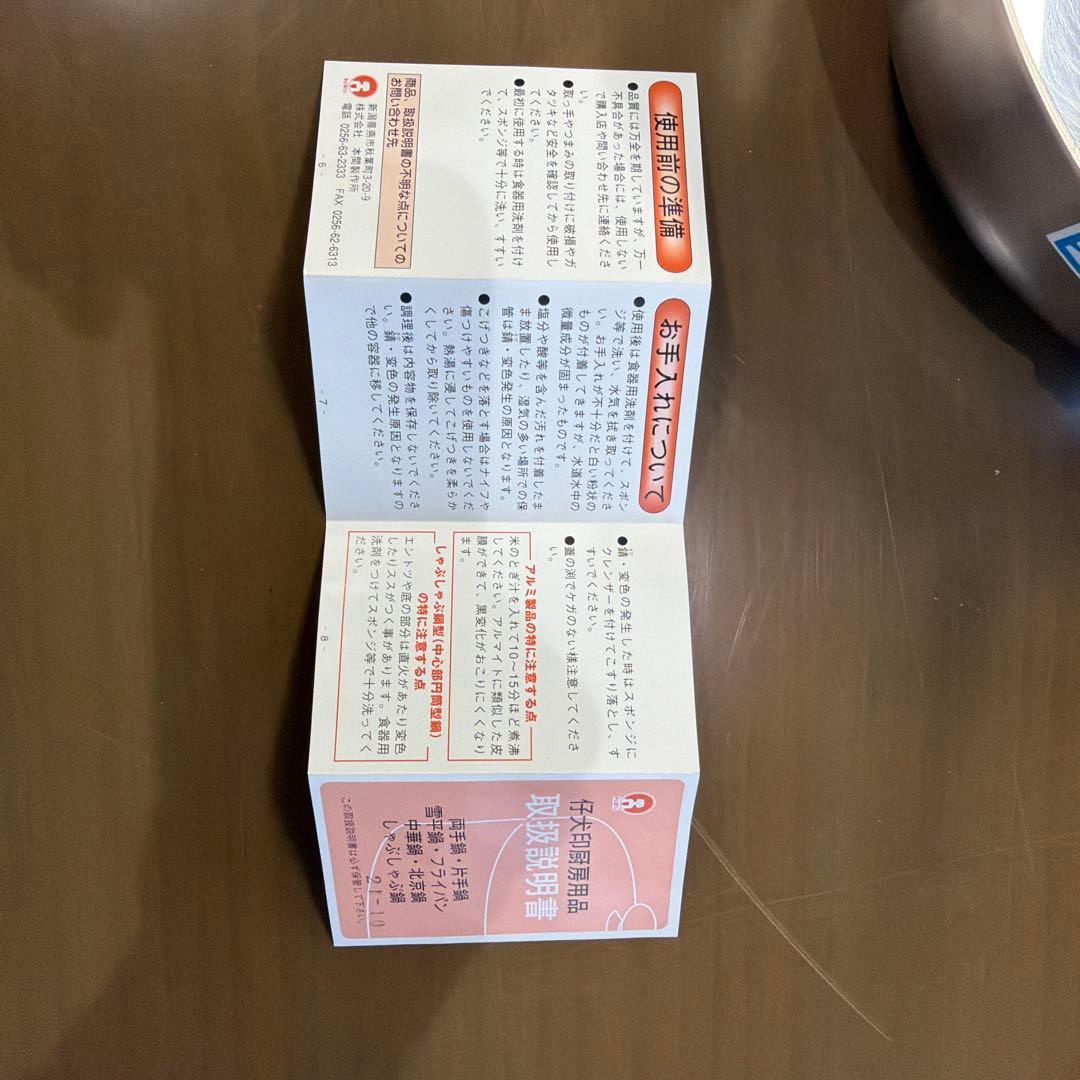 使用前の準備
●品質には万全を期していますが、万一
不具合があった場合には、使用しない
で購入店や問い合わせ先に連絡くださ
い。
●取っ手やつまみの取り付けに破損やガ
タツキなど安全を確認してから使用し
てください。
●最初に使用する時は食器用洗剤を付け
て、スポンジ等で十分に洗い、すすい
でください。
商品、取扱説明書の不明な点についての
お問い合わせ先
新潟県燕市秋葉町3-20-9
株式会社 本間製作所
電話 0256-63-2333 FAX 0256-62-6313
- 6 -
お手入れについて
●使用後は食器用洗剤を付けて、スポン
ジ等で洗い、水気を拭き取ってくださ
い。お手入れが不十分だと白い粉状の
ものが付着してきますが、水道水中の
微量成分が固まったものです。
●塩分や酸等を含んだ汚れを付着したま
ま放置したり、湿気の多い場所での保
管は錆・変色発生の原因となります。
●こげつきなどを落とす場合はナイフや
傷つけやすいものを使用しないでくだ
さい。熱湯に浸してこげつきを柔らか
くしてから取り除いてください。
●調理後は内容物を保存しないでくださ
い。錆・変色の発生原因となりますの
で他の容器に移してください。
- 7 -
●錆・変色の発生した時はスポンジに
クレンザーを付けてこすり落とし、す
すいでください。
●蓋の渕でケガのない様注意してくださ
い。
アルミ製品の特に注意する点
米のとぎ汁を入れて10～15分ほど煮沸
してください。アルマイトに類似した皮
膜ができて、黒変化がおこりにくくなり
ます。
しゃぶしゃぶ鍋型(中心部円筒型鍋)
の特に注意する点
エントツや底の部分は直火があたり変色
したりススがつく事があります。食器用
洗剤をつけてスポンジ等で十分洗ってく
ださい。
- 8 -
仔犬印厨房用品
取扱説明書
両手鍋・片手鍋
雪平鍋・フライパン
中華鍋・北京鍋
しゃぶしゃぶ鍋
21-10
この取扱説明書は必ず保管して下さい。